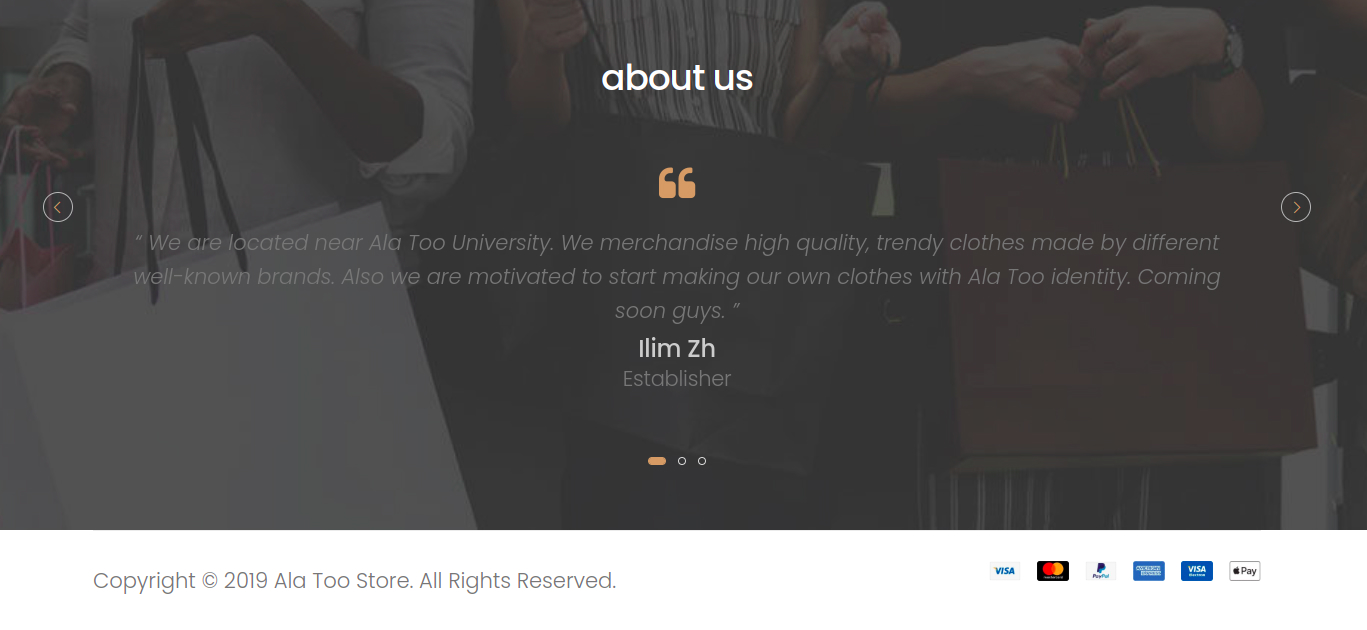 about us
“ We are located near Ala Too University. We merchandise high quality, trendy clothes made by different
well-known brands. Also we are motivated to start making our own clothes with Ala Too identity. Coming
soon guys. ”
Ilim Zh
Establisher
Copyright © 2019 Ala Too Store. All Rights Reserved.
VISA
PayPal
AMERICAN EXPRESS
VISA
Pay